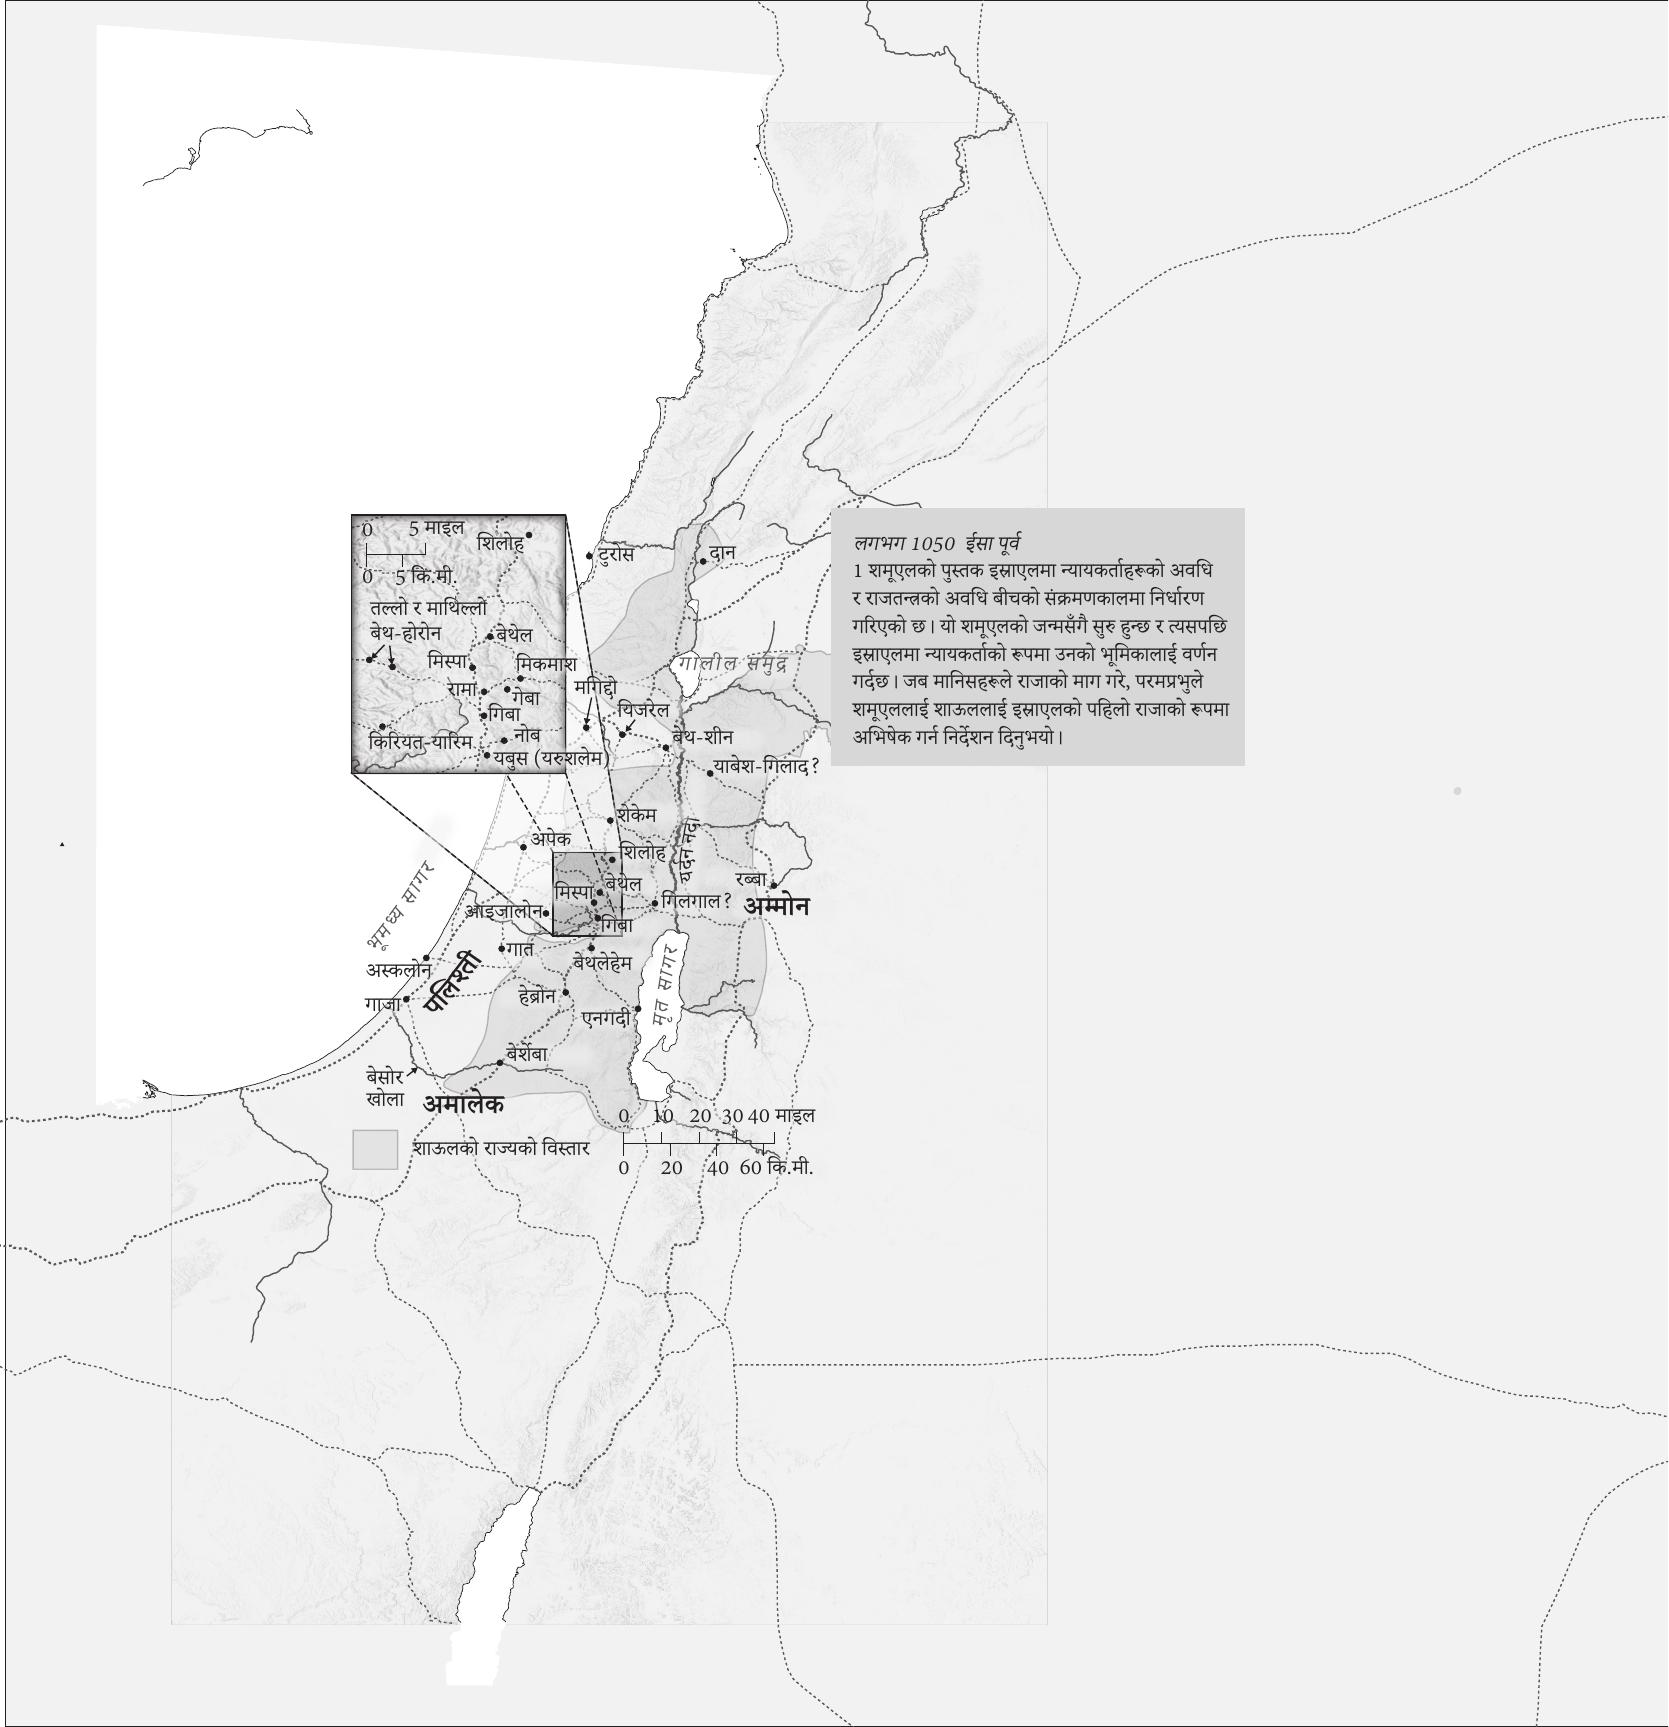 0 5 माइल
0 5 कि.मी.
शिलोह
तल्लो र माथिल्लो
बेथ-होरोन
बेथेल
मिस्पा
मिकमाश
रामा
गेबा
गिबा
किरियत-यारिम
नोब
यबुस (यरुशलेम)
टुरोस
दान
गालील समुद्र
मगिद्दो
यिजरेल
बेथ-शीन
याबेश-गिलाद?
शेकेम
अपेक
शिलोह
यर्दन नदी
बेथेल
मिस्पा
रब्बा
गिलगाल?
अम्मोन
आइजालोन
गिबा
भूमध्य सागर
गात
बेथलेहेम
अस्कलोन
पलिश्ती
मृत सागर
गाजा
हेब्रोन
एनगदी
बेर्शेबा
बेसोर
खोला
अमालेक
0 10 20 30 40 माइल
0 20 40 60 कि.मी.
शाऊलको राज्यको विस्तार
लगभग 1050 ईसा पूर्व
1 शमूएलको पुस्तक इस्राएलमा न्यायकर्ताहरूको अवधि
र राजतन्त्रको अवधि बीचको संक्रमणकालमा निर्धारण
गरिएको छ। यो शमूएलको जन्मसँगै सुरु हुन्छ र त्यसपछि
इस्राएलमा न्यायकर्ताको रूपमा उनको भूमिकालाई वर्णन
गर्दछ। जब मानिसहरूले राजाको माग गरे, परमप्रभुले
शमूएललाई शाऊललाई इस्राएलको पहिलो राजाको रूपमा
अभिषेक गर्न निर्देशन दिनुभयो।